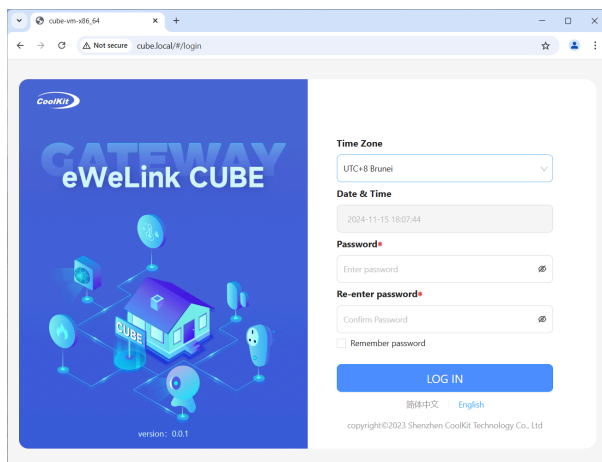 cube-vm-x86_64
Not secure cube.local/#/login
CoolKit
GATEWAY
eWeLink CUBE
CUBE
version: 0.0.1
Time Zone
UTC+8 Brunei
Date & Time
2024-11-15 18:07:44
Password
Enter password
Re-enter password
Confirm Password
Remember password
LOG IN
简体中文 English
copyright©2023 Shenzhen CoolKit Technology Co., Ltd